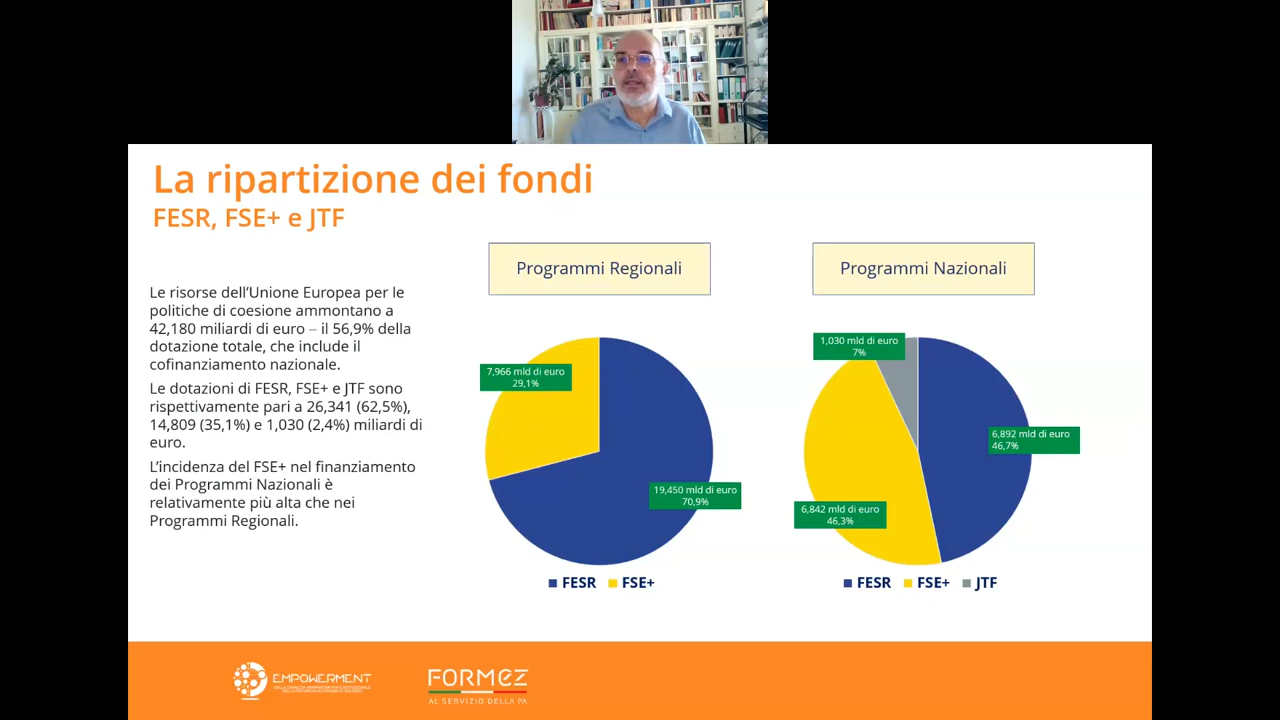 La ripartizione dei fondi
FESR, FSE+ e JTF
Le risorse dell'Unione Europea per le
politiche di coesione ammontano a
42,180 miliardi di euro – il 56,9% della
dotazione totale, che include il
cofinanziamento nazionale.
Le dotazioni di FESR, FSE+ e JTF sono
rispettivamente pari a 26,341 (62,5%),
14,809 (35,1%) e 1,030 (2,4%) miliardi di
euro.
L'incidenza del FSE+ nel finanziamento
dei Programmi Nazionali è
relativamente più alta che nei
Programmi Regionali.
Programmi Regionali
7,966 mld di euro
29,1%
19,450 mld di euro
70,9%
FESR FSE+
Programmi Nazionali
1,030 mld di euro
7%
6,892 mld di euro
46,7%
6,842 mld di euro
46,3%
FESR FSE+ JTF
EMPOWERMENT
FORMEZ
AL SERVIZIO DELLA PA